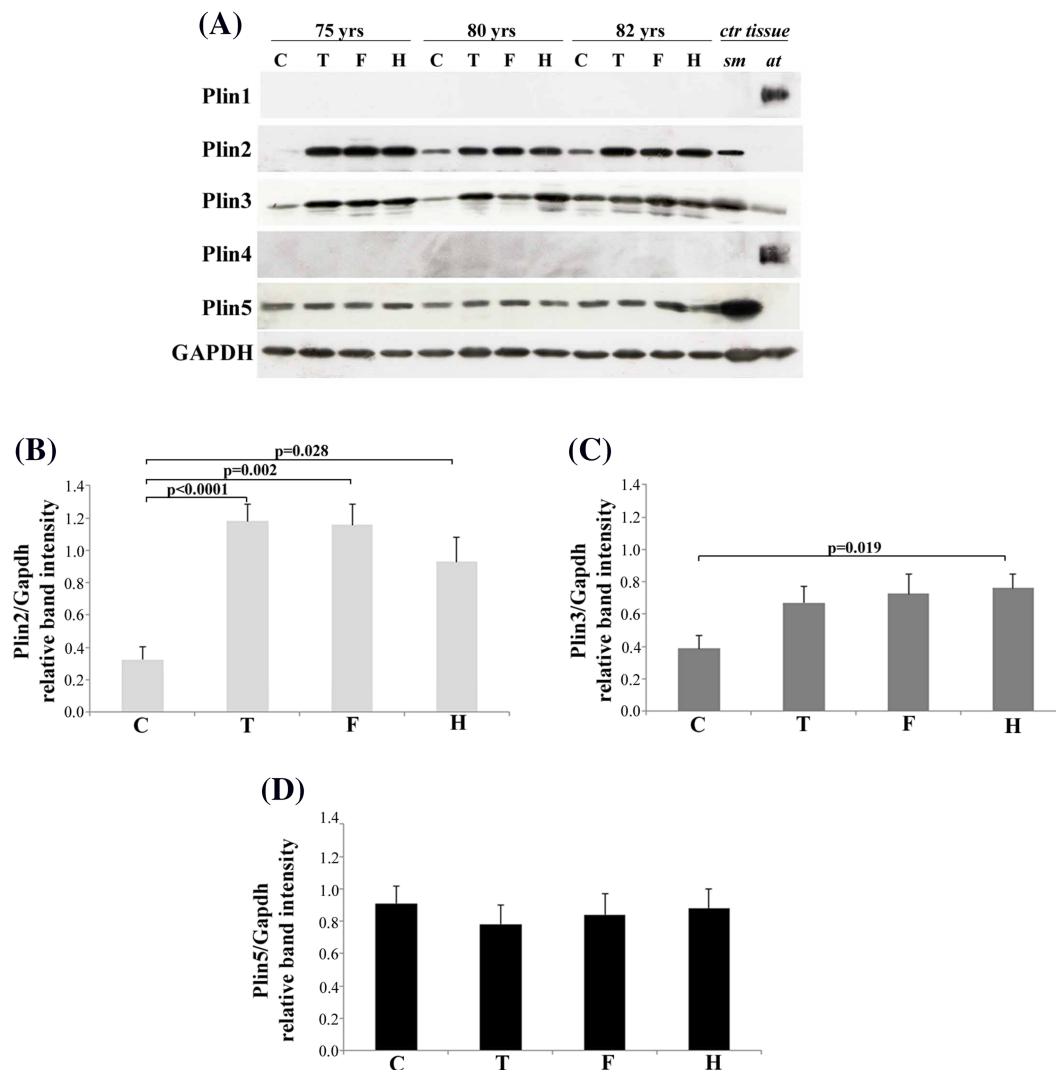 (A)
75 yrs 80 yrs 82 yrs ctr tissue
C T F H C T F H C T F H sm at
Plin1
Plin2
Plin3
Plin4
Plin5
GAPDH
(B)
p=0.028
p=0.002
p<0.0001
Plin2/Gapdh
relative band intensity
1.4
1.2
1.0
0.8
0.6
0.4
0.2
0.0
C T F H
(C)
p=0.019
Plin3/Gapdh
relative band intensity
1.4
1.2
1.0
0.8
0.6
0.4
0.2
0.0
C T F H
(D)
Plin5/Gapdh
relative band intensity
1.4
1.2
1.0
0.8
0.6
0.4
0.2
0.0
C T F H